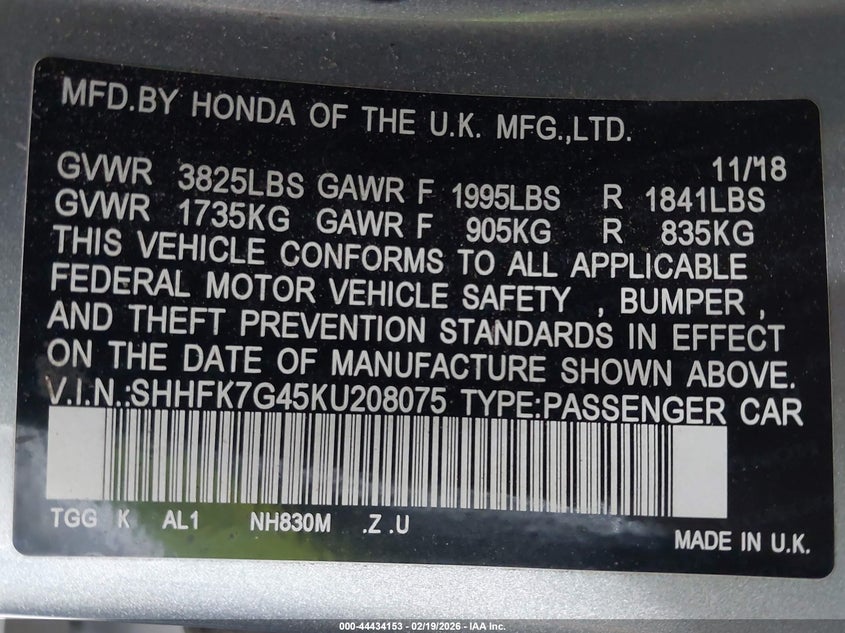 MFD.BY HONDA OF THE U.K. MFG.,LTD.
11/18
GVWR 3825LBS GAWR F 1995LBS R 1841LBS
GVWR 1735KG GAWR F 905KG R 835KG
THIS VEHICLE CONFORMS TO ALL APPLICABLE
FEDERAL MOTOR VEHICLE SAFETY , BUMPER ,
AND THEFT PREVENTION STANDARDS IN EFFECT
ON THE DATE OF MANUFACTURE SHOWN ABOVE.
V.I.N.:SHHFK7G45KU208075 TYPE:PASSENGER CAR
TGG K AL1 NH830M .Z .U
MADE IN U.K.
000-44434153 - 02/19/2026 - IAA Inc.